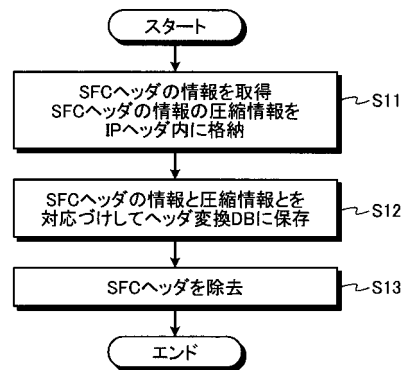 スタート
SFCヘッダの情報を取得
SFCヘッダの情報の圧縮情報を
IPヘッダ内に格納
S11
SFCヘッダの情報と圧縮情報とを
対応づけしてヘッダ変換DBに保存
S12
SFCヘッダを除去
S13
エンド